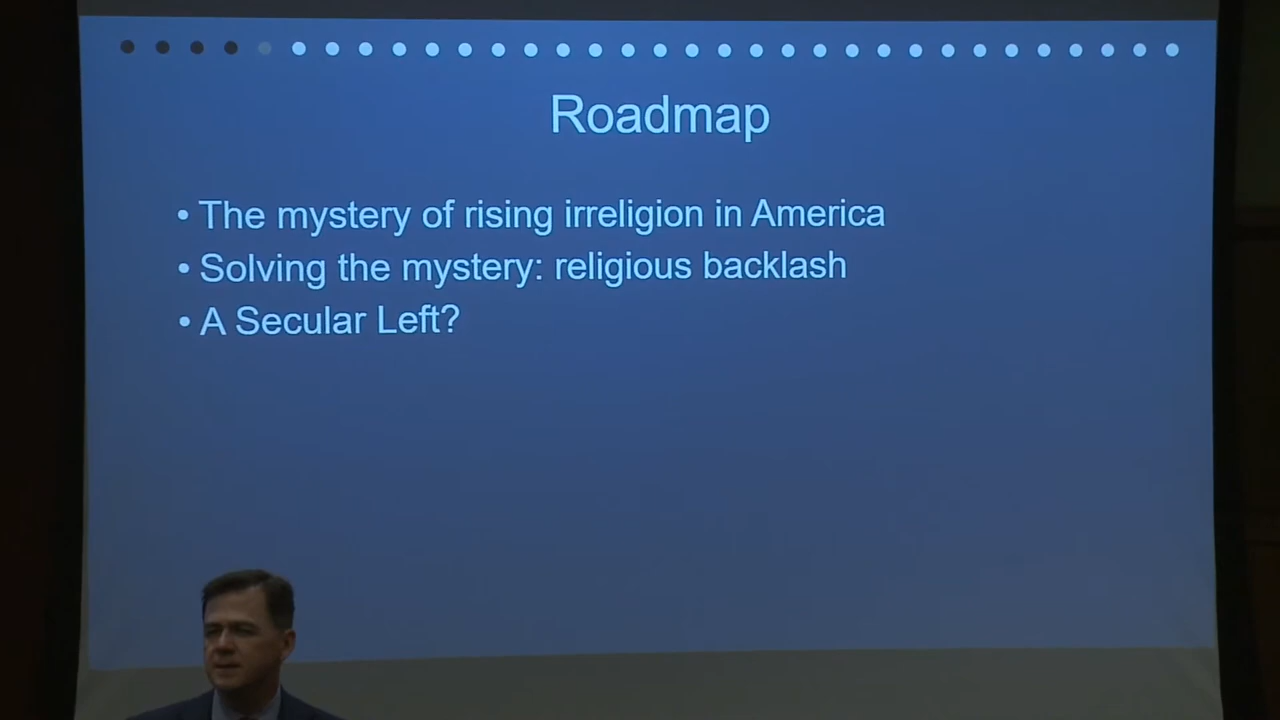 Roadmap
• The mystery of rising irreligion in America
• Solving the mystery: religious backlash
• A Secular Left?